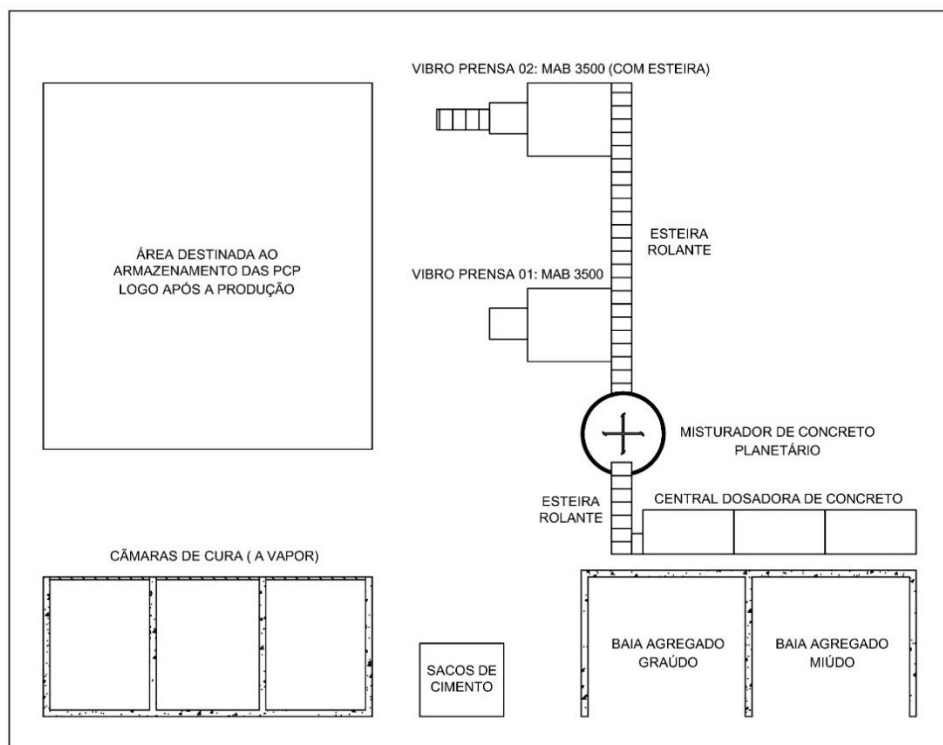 VIBRO PRENSA 02: MAB 3500 (COM ESTEIRA)
ÁREA DESTINADA AO
ARMAZENAMENTO DAS PCP
LOGO APÓS A PRODUÇÃO
ESTEIRA
ROLANTE
VIBRO PRENSA 01: MAB 3500
MISTURADOR DE CONCRETO
PLANETÁRIO
ESTEIRA
ROLANTE
CENTRAL DOSADORA DE CONCRETO
CÃMARAS DE CURA ( A VAPOR)
SACOS DE
CIMENTO
BAIA AGREGADO
GRAÚDO
BAIA AGREGADO
MIÚDO